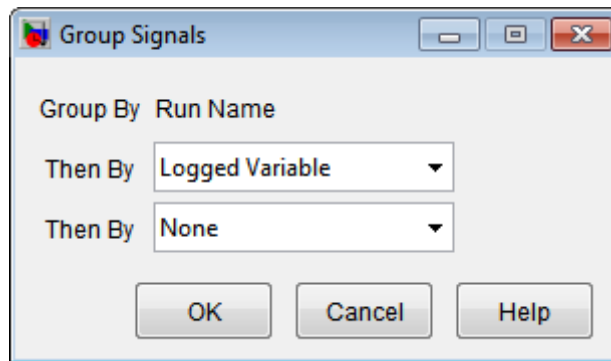 Group Signals
Group By Run Name
Then By Logged Variable
Then By None
OK Cancel Help